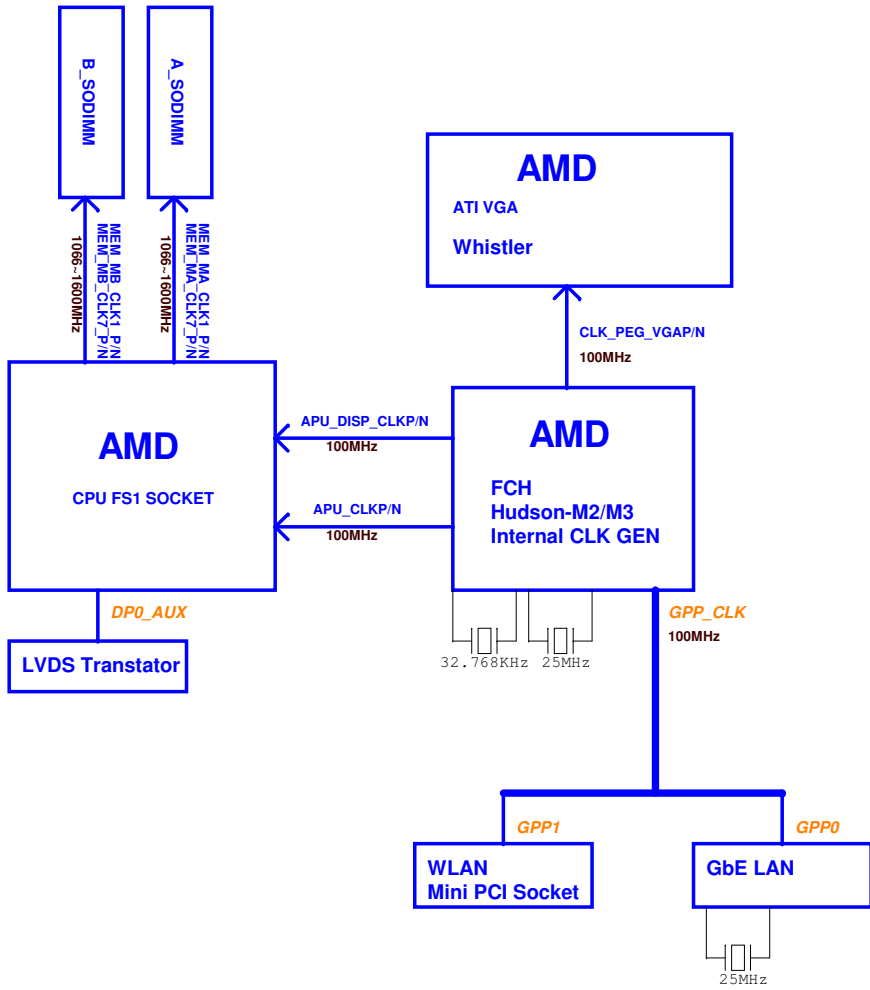 B_SODIMM
A_SODIMM
MEM_MB_CLK1_P/N
MEM_MB_CLK7_P/N
1066~1600MHz
MEM_MA_CLK1_P/N
MEM_MA_CLK7_P/N
1066~1600MHz
AMD
ATI VGA
Whistler
CLK_PEG_VGAP/N
100MHz
AMD
CPU FS1 SOCKET
APU_DISP_CLKP/N
100MHz
APU_CLKP/N
100MHz
AMD
FCH
Hudson-M2/M3
Internal CLK GEN
DP0_AUX
LVDS Transtator
32.768KHz
25MHz
GPP_CLK
100MHz
GPP1
GPP0
WLAN
Mini PCI Socket
GbE LAN
25MHz